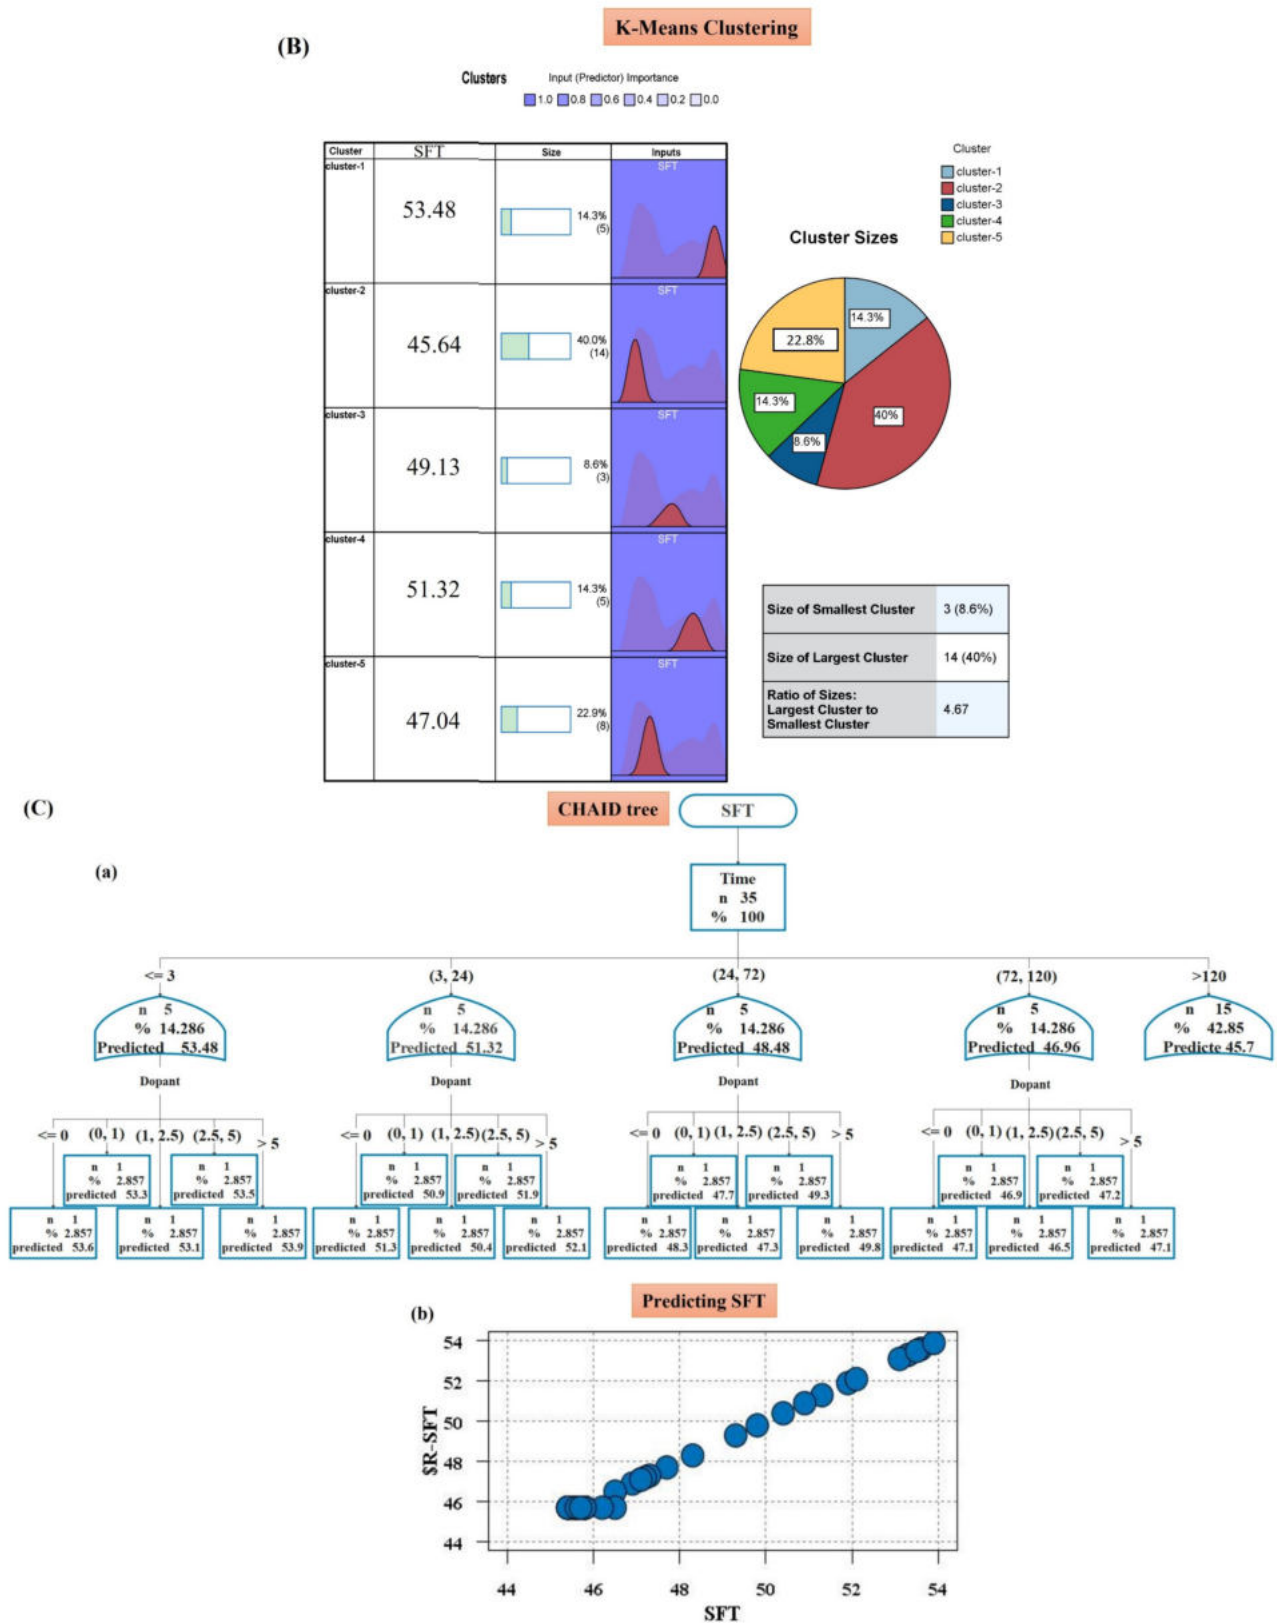 K-Means Clustering
(B)
Clusters
Input (Predictor) Importance
1.0 0.8 0.6 0.4 0.2 0.0
Cluster SFT Size Inputs
cluster-1 53.48 14.3% (5) SFT
cluster-2 45.64 40.0% (14) SFT
cluster-3 49.13 8.6% (3) SFT
cluster-4 51.32 14.3% (5) SFT
cluster-5 47.04 22.9% (8) SFT
Cluster
cluster-1
cluster-2
cluster-3
cluster-4
cluster-5
Cluster Sizes
14.3%
22.8%
14.3%
40%
8.6%
Size of Smallest Cluster 3 (8.6%)
Size of Largest Cluster 14 (40%)
Ratio of Sizes:
Largest Cluster to
Smallest Cluster
4.67
(C)
CHAID tree
SFT
(a)
Time
n 35
% 100
<= 3 (3, 24) (24, 72) (72, 120) >120
n 5 n 5 n 5 n 5 n 15
% 14.286 % 14.286 % 14.286 % 14.286 % 42.85
Predicted 53.48 Predicted 51.32 Predicted 48.48 Predicted 46.96 Predicte 45.7
Dopant Dopant Dopant Dopant
<= 0 (0, 1) (1, 2.5) (2.5, 5) > 5 <= 0 (0, 1) (1, 2.5) (2.5, 5) > 5 <= 0 (0, 1) (1, 2.5) (2.5, 5) > 5 <= 0 (0, 1) (1, 2.5) (2.5, 5) > 5
n 1 n 1 n 1 n 1 n 1 n 1 n 1 n 1
% 2.857 % 2.857 % 2.857 % 2.857 % 2.857 % 2.857 % 2.857 % 2.857
predicted 53.3 predicted 53.5 predicted 50.9 predicted 51.9 predicted 47.7 predicted 49.3 predicted 46.9 predicted 47.2
n 1 n 1 n 1 n 1 n 1 n 1 n 1 n 1 n 1 n 1 n 1 n 1
% 2.857 % 2.857 % 2.857 % 2.857 % 2.857 % 2.857 % 2.857 % 2.857 % 2.857 % 2.857 % 2.857 % 2.857
predicted 53.6 predicted 53.1 predicted 53.9 predicted 51.3 predicted 50.4 predicted 52.1 predicted 48.3 predicted 47.3 predicted 49.8 predicted 47.1 predicted 46.5 predicted 47.1
Predicting SFT
(b)
54
52
50
48
46
44
$R-SFT
44 46 48 50 52 54
SFT